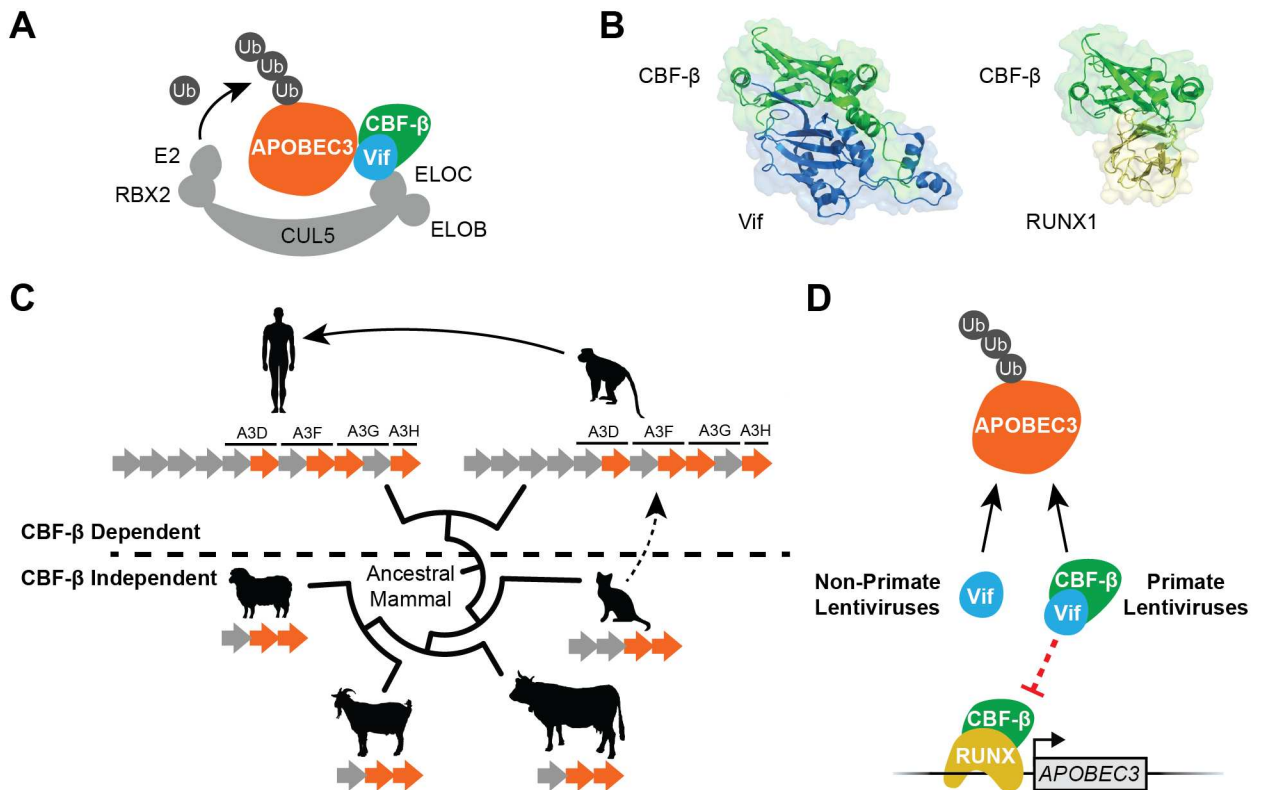 A
Ub
Ub
Ub
Ub
APOBEC3
CBF-β
Vif
E2
RBX2
ELOC
CUL5
ELOB
B
CBF-β
Vif
CBF-β
RUNX1
C
A3D
A3F
A3G
A3H
A3D
A3F
A3G
A3H
CBF-β Dependent
CBF-β Independent
Ancestral
Mammal
D
Ub
Ub
Ub
APOBEC3
Non-Primate
Lentiviruses
Vif
CBF-β
Vif
Primate
Lentiviruses
CBF-β
RUNX
APOBEC3